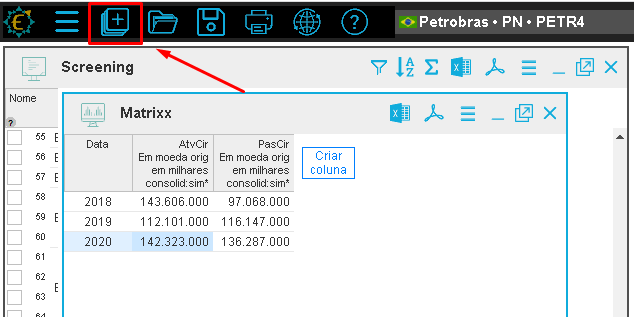 Petrobras • PN • PETR4
Screening
Nome
?
55 E
56 E
57 E
58
59 E
60
61
62
63 E
64
Matrixx
Data
AtvCir
Em moeda orig
em milhares
consolid:sim*
PasCir
Em moeda orig
em milhares
consolid:sim*
Criar
coluna
2018 143.606.000 97.068.000
2019 112.101.000 116.147.000
2020 142.323.000 136.287.000